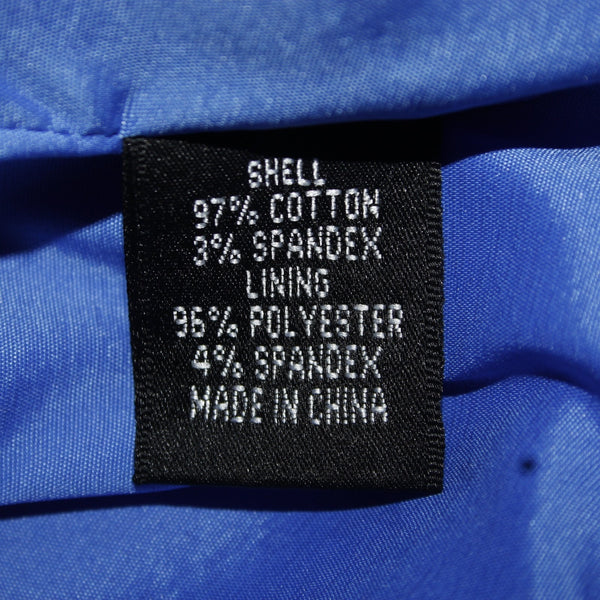 SHELL
97% COTTON
3% SPANDEX
LINING
96% POLYESTER
4% SPANDEX
MADE IN CHINA